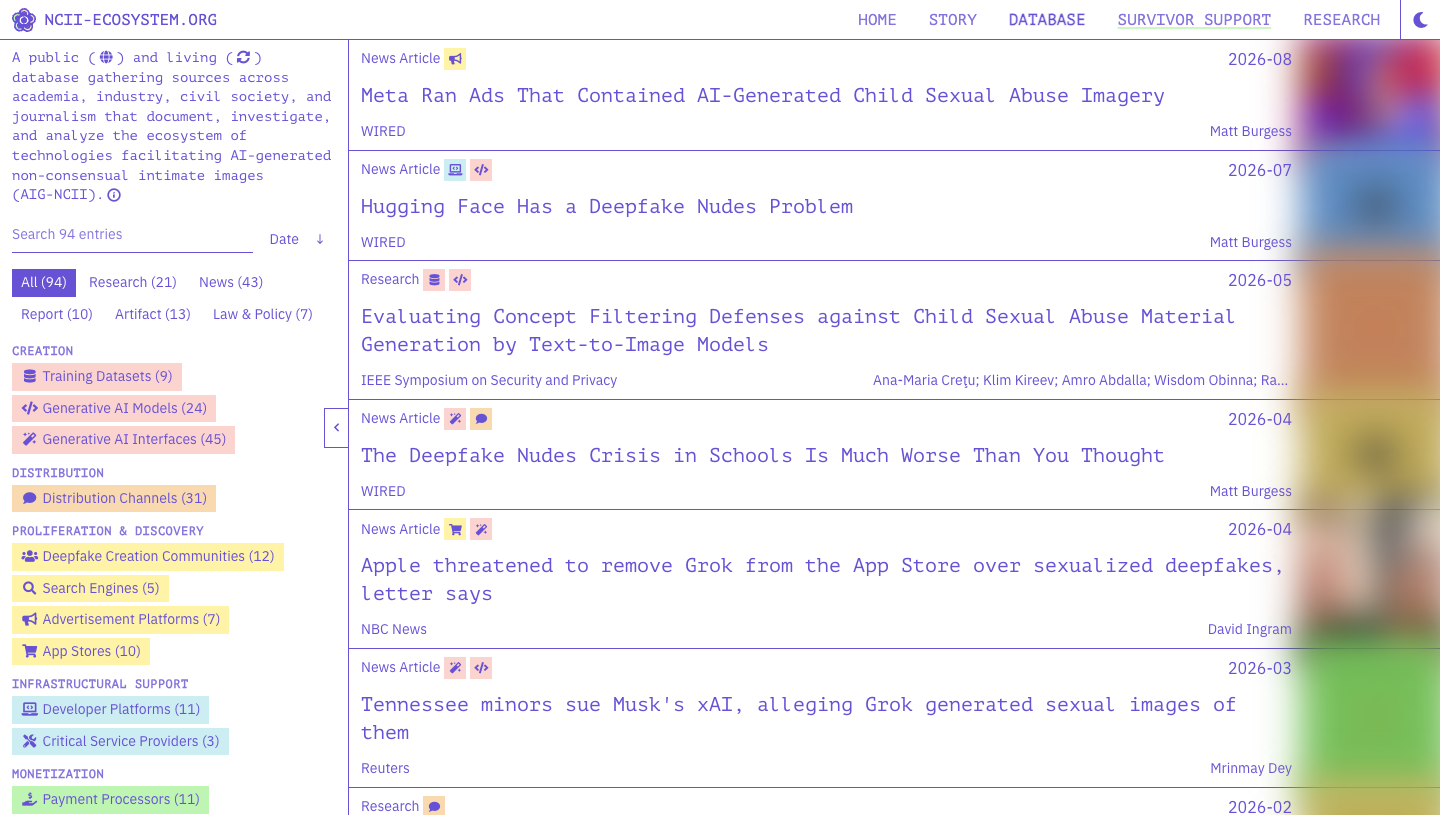 NCII-ECOSYSTEM.ORG
HOME
STORY
DATABASE
SURVIVOR SUPPORT
RESEARCH
A public ( ) and living ( )
database gathering sources across
academia, industry, civil society, and
journalism that document, investigate,
and analyze the ecosystem of
technologies facilitating AI-generated
non-consensual intimate images
(AIG-NCII).
Search 94 entries
Date ↓
All (94)
Research (21)
News (43)
Report (10)
Artifact (13)
Law & Policy (7)
CREATION
Training Datasets (9)
Generative AI Models (24)
Generative AI Interfaces (45)
DISTRIBUTION
Distribution Channels (31)
PROLIFERATION & DISCOVERY
Deepfake Creation Communities (12)
Search Engines (5)
Advertisement Platforms (7)
App Stores (10)
INFRASTRUCTURAL SUPPORT
Developer Platforms (11)
Critical Service Providers (3)
MONETIZATION
Payment Processors (11)
News Article
2026-08
Meta Ran Ads That Contained AI-Generated Child Sexual Abuse Imagery
WIRED
Matt Burgess
News Article
2026-07
Hugging Face Has a Deepfake Nudes Problem
WIRED
Matt Burgess
Research
2026-05
Evaluating Concept Filtering Defenses against Child Sexual Abuse Material
Generation by Text-to-Image Models
IEEE Symposium on Security and Privacy
Ana-Maria Crețu; Klim Kireev; Amro Abdalla; Wisdom Obinna; Ra...
News Article
2026-04
The Deepfake Nudes Crisis in Schools Is Much Worse Than You Thought
WIRED
Matt Burgess
News Article
2026-04
Apple threatened to remove Grok from the App Store over sexualized deepfakes,
letter says
NBC News
David Ingram
News Article
2026-03
Tennessee minors sue Musk's xAI, alleging Grok generated sexual images of
them
Reuters
Mrinmay Dey
Research
2026-02